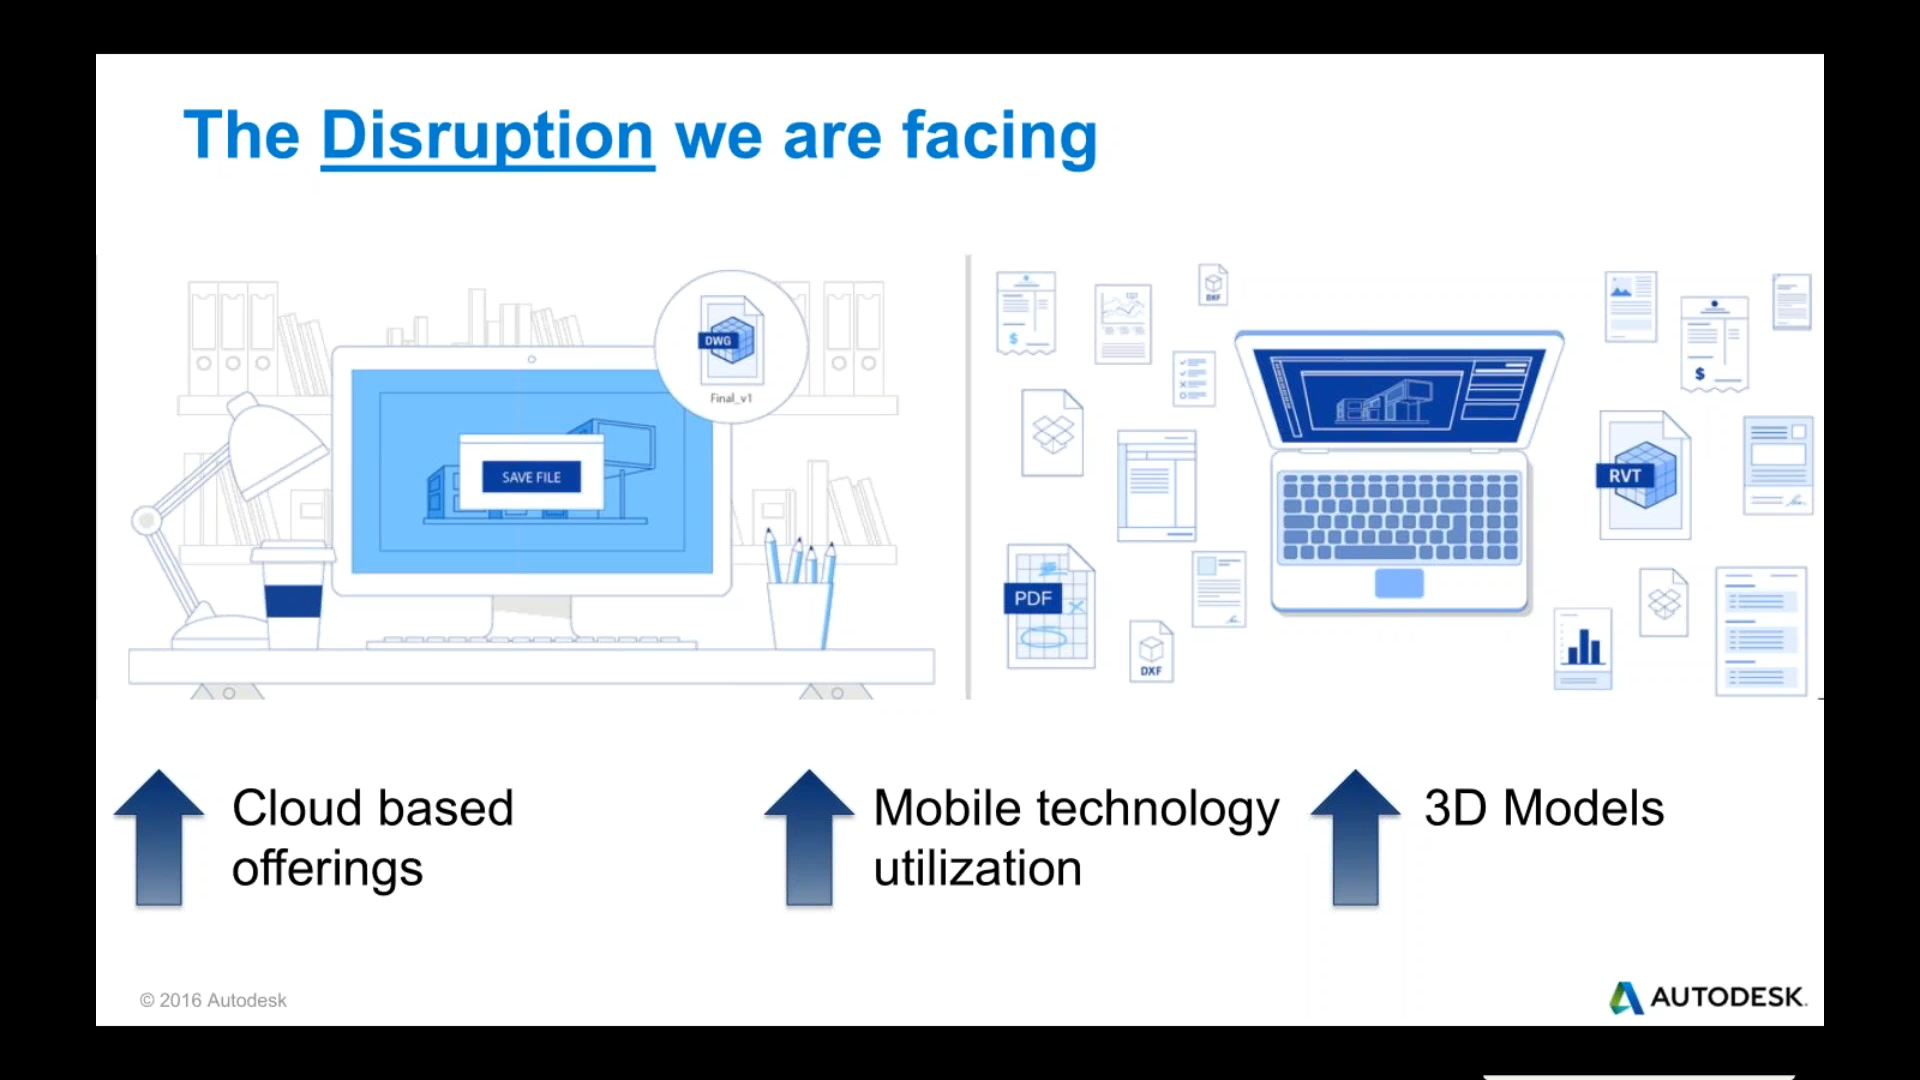 The Disruption we are facing
DWG
Final_v1
SAVE FILE
$
DXF
$
RVT
PDF
DXF
Cloud based
offerings
Mobile technology
utilization
3D Models
© 2016 Autodesk
AUTODESK.